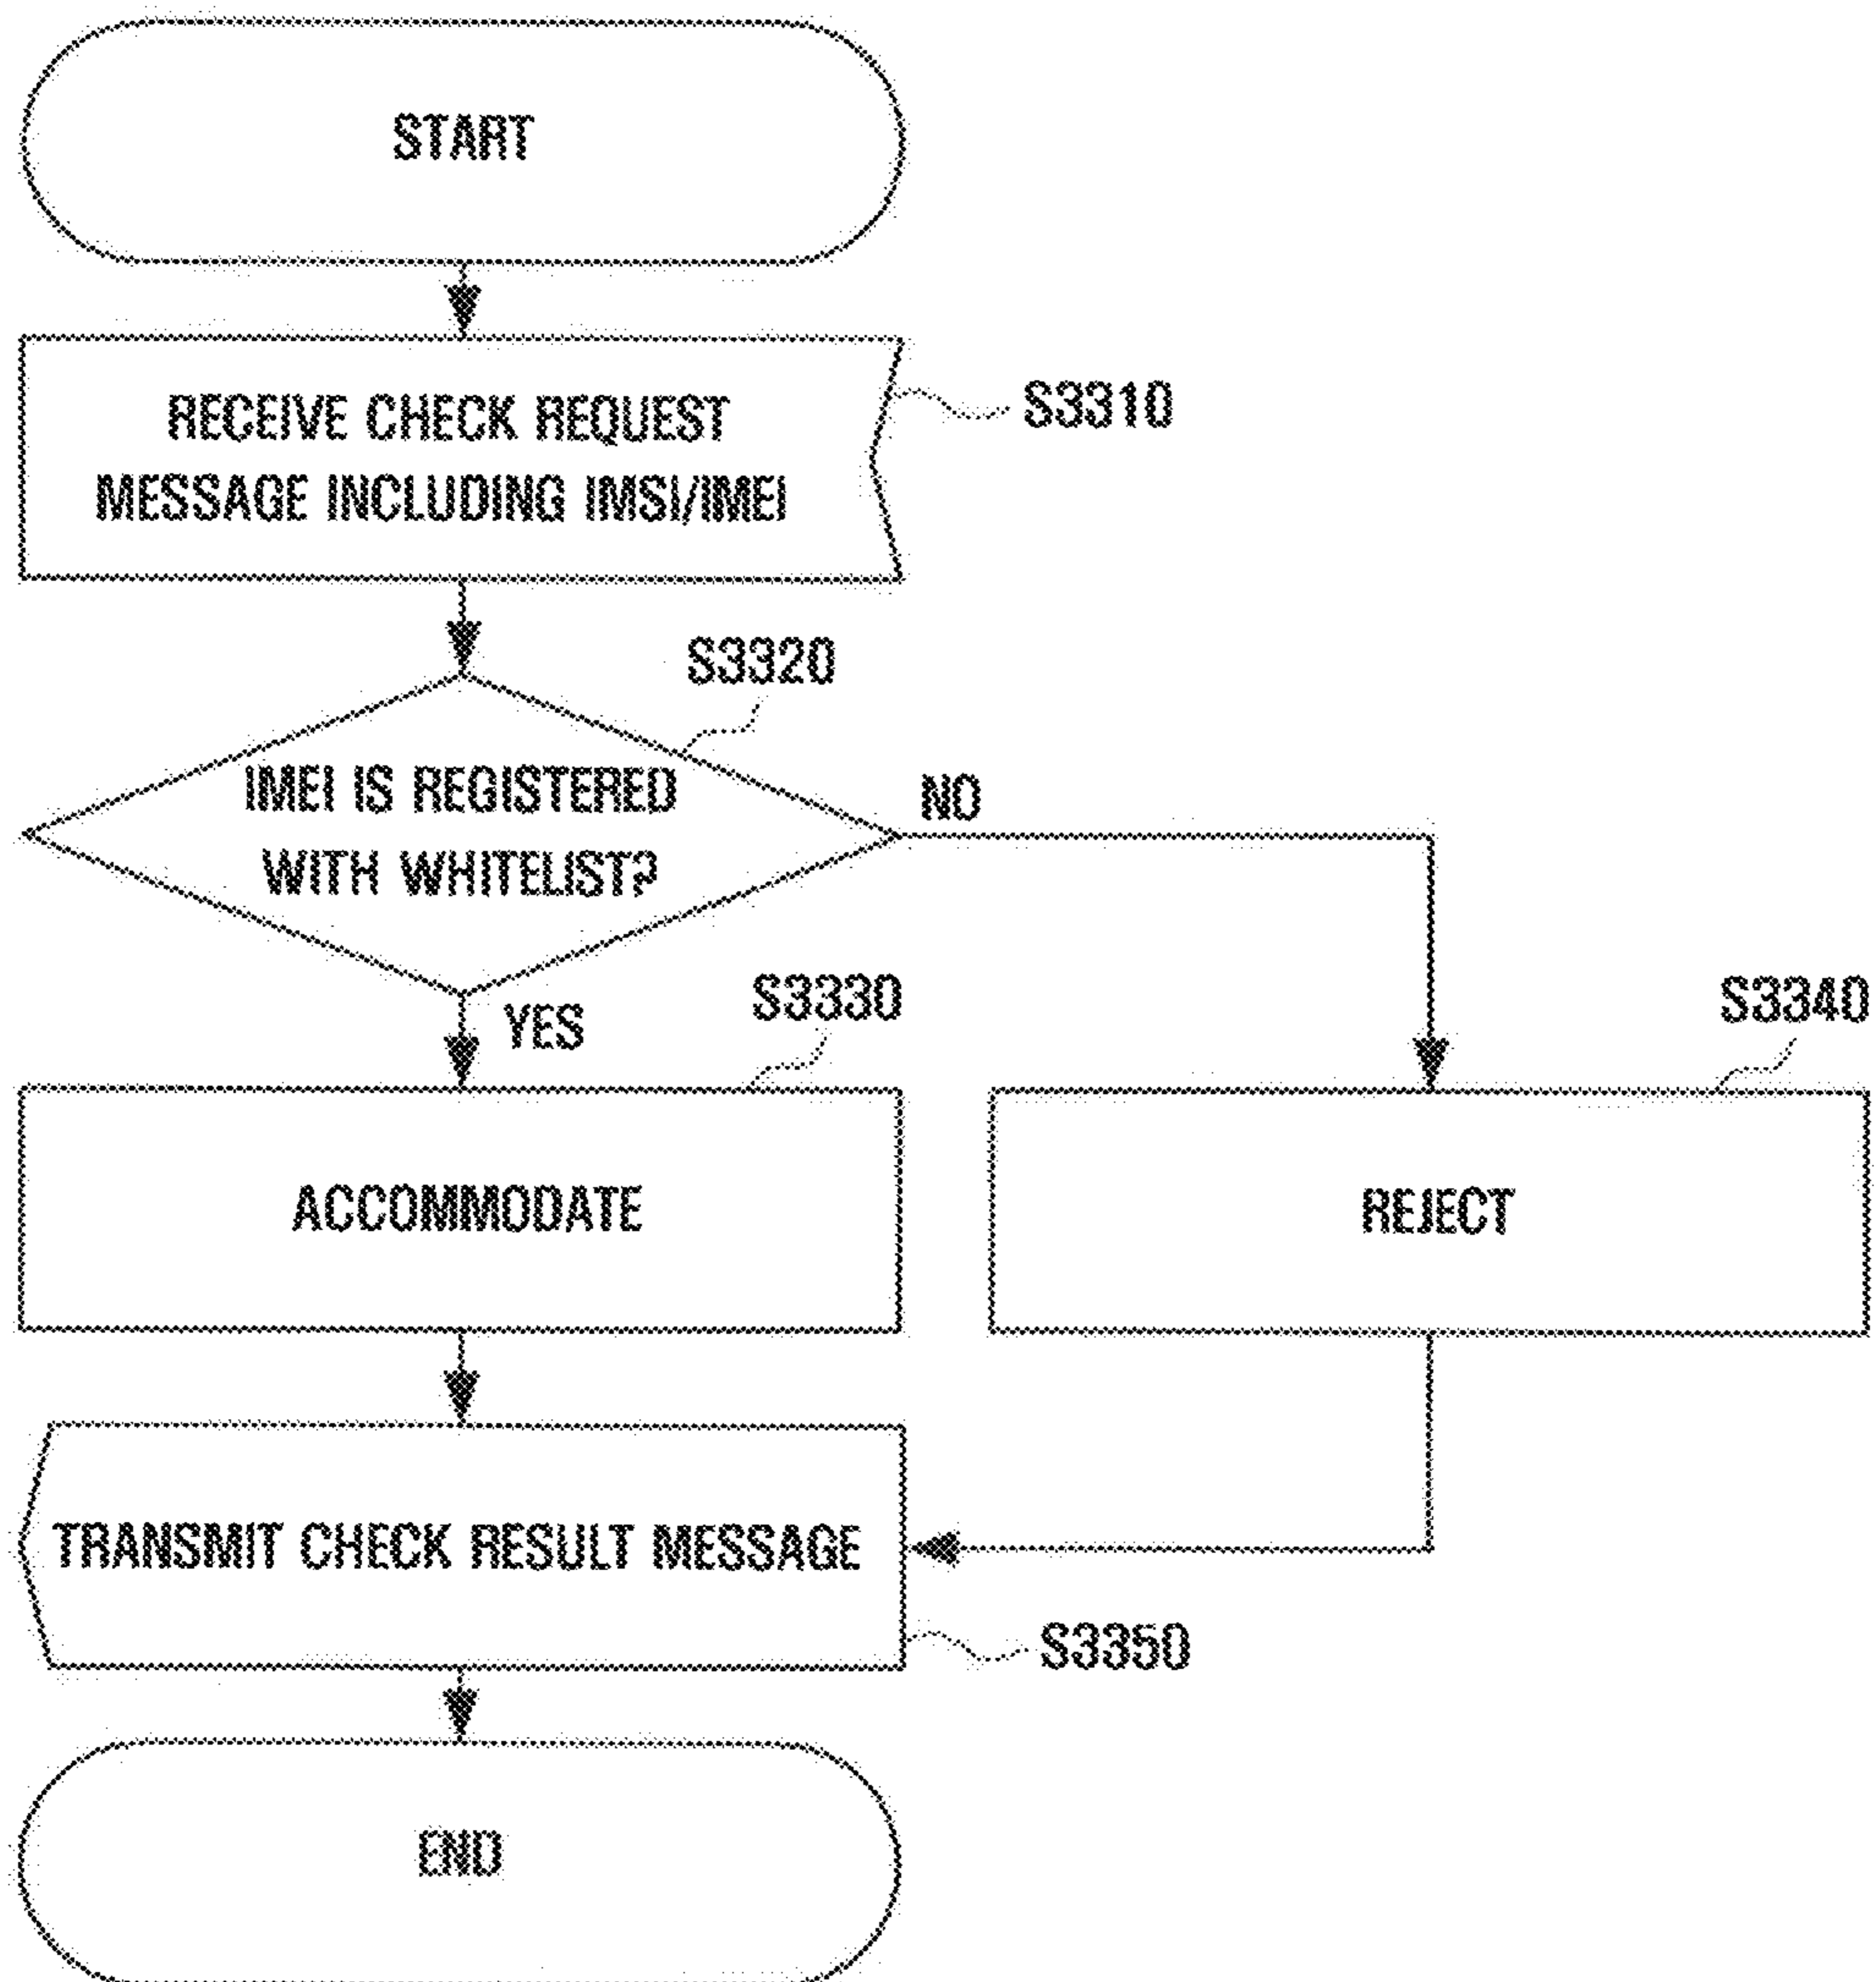 START
RECEIVE CHECK REQUEST
MESSAGE INCLUDING IMSI/IMEI
S3310
S3320
IMEI IS REGISTERED
WITH WHITELIST?
NO
YES
S3330
S3340
ACCOMMODATE
REJECT
TRANSMIT CHECK RESULT MESSAGE
S3350
END